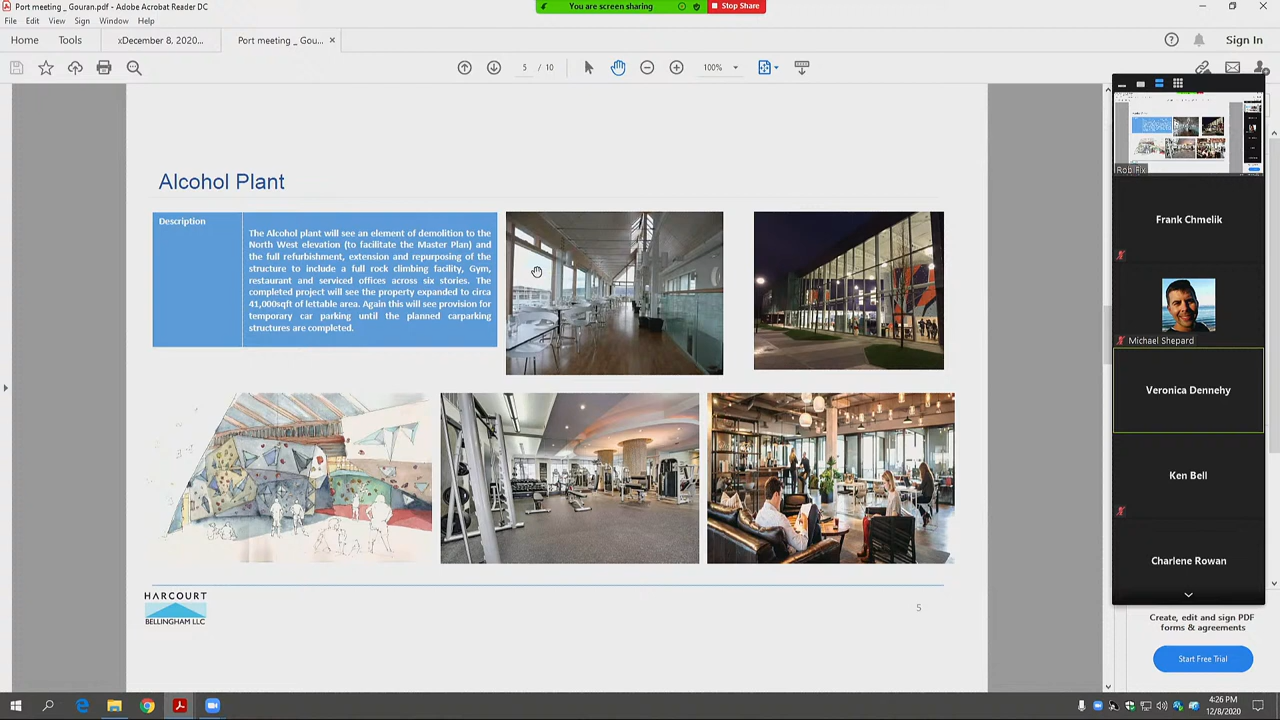 Port meeting _ Gouran.pdf - Adobe Acrobat Reader DC
You are screen sharing
Stop Share
File Edit View Sign Window Help
Home Tools xDecember 8, 2020... Port meeting _ Gou... ×
Sign In
5 / 10
100%
Alcohol Plant
Description
The Alcohol plant will see an element of demolition to the
North West elevation (to facilitate the Master Plan) and
the full refurbishment, extension and repurposing of the
structure to include a full rock climbing facility, Gym,
restaurant and serviced offices across six stories. The
completed project will see the property expanded to circa
41,000sqft of lettable area. Again this will see provision for
temporary car parking until the planned carparking
structures are completed.
HARCOURT
BELLINGHAM LLC
5
Rob fix
Frank Chmelik
Michael Shepard
Veronica Dennehy
Ken Bell
Charlene Rowan
Create, edit and sign PDF
forms & agreements
Start Free Trial
4:26 PM
12/8/2020